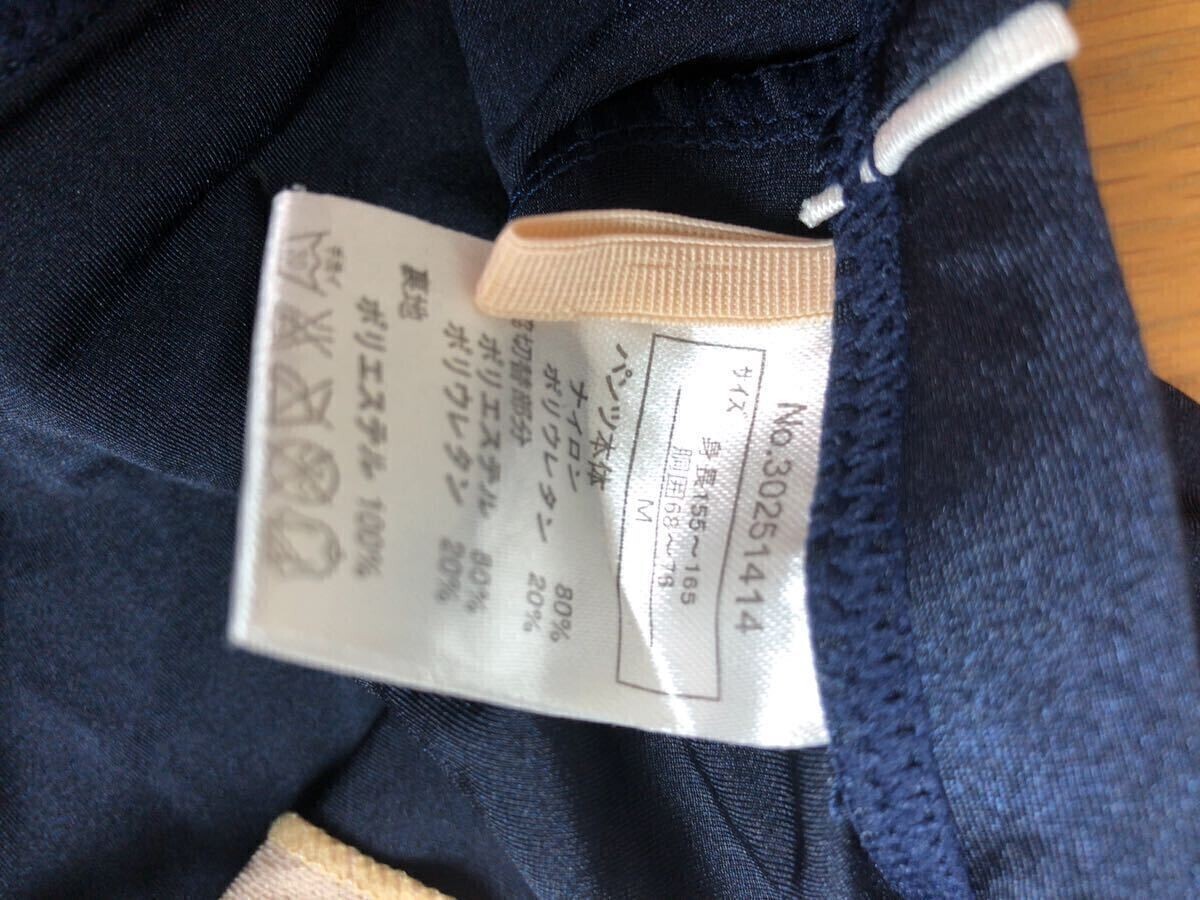 No.30251414
サイズ
身長155~165
胴囲68~76
M
パンツ本体
ナイロン 80%
ポリウレタン 20%
切替部分
ポリエステル 80%
ポリウレタン 20%
裏地
ポリエステル 100%